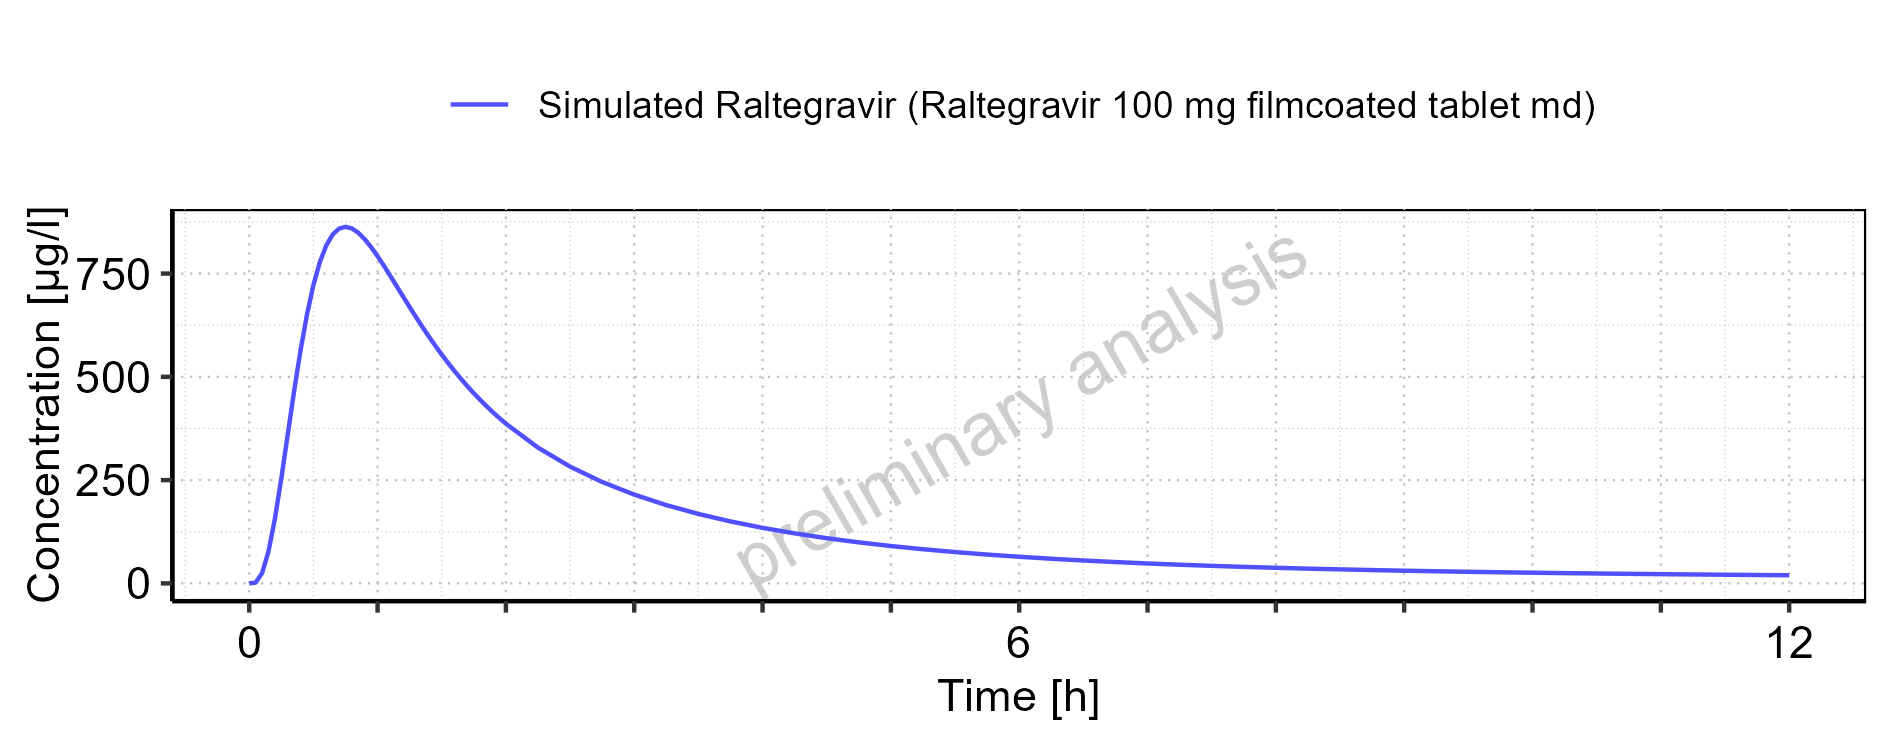 Simulated Raltegravir (Raltegravir 100 mg filmcoated tablet md)
Concentration [µg/l]
750
500
250
0
preliminary analysis
0 6 12
Time [h]